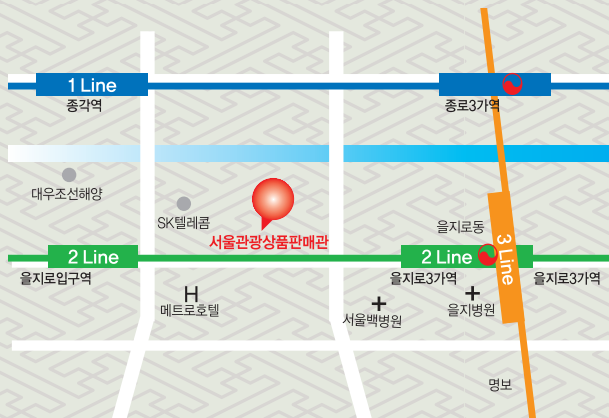 1 Line
종각역
종로3가역
대우조선해양
SK텔레콤
서울관광상품판매관
을지로동
2 Line
을지로입구역
2 Line
을지로3가역
3 Line
을지로3가역
H
메트로호텔
서울백병원
을지병원
명보